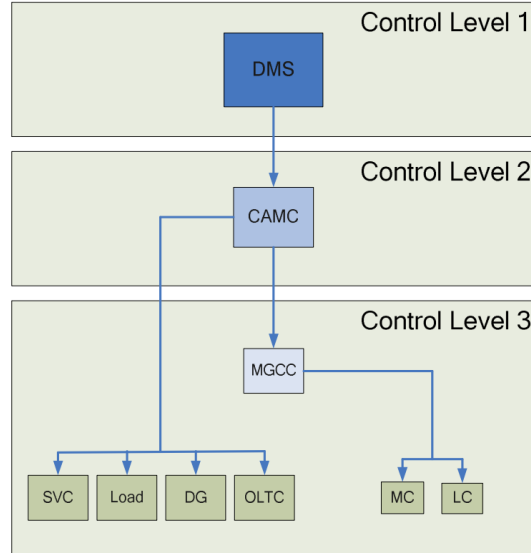 Control Level 1
DMS
Control Level 2
CAMC
Control Level 3
MGCC
SVC
Load
DG
OLTC
MC
LC